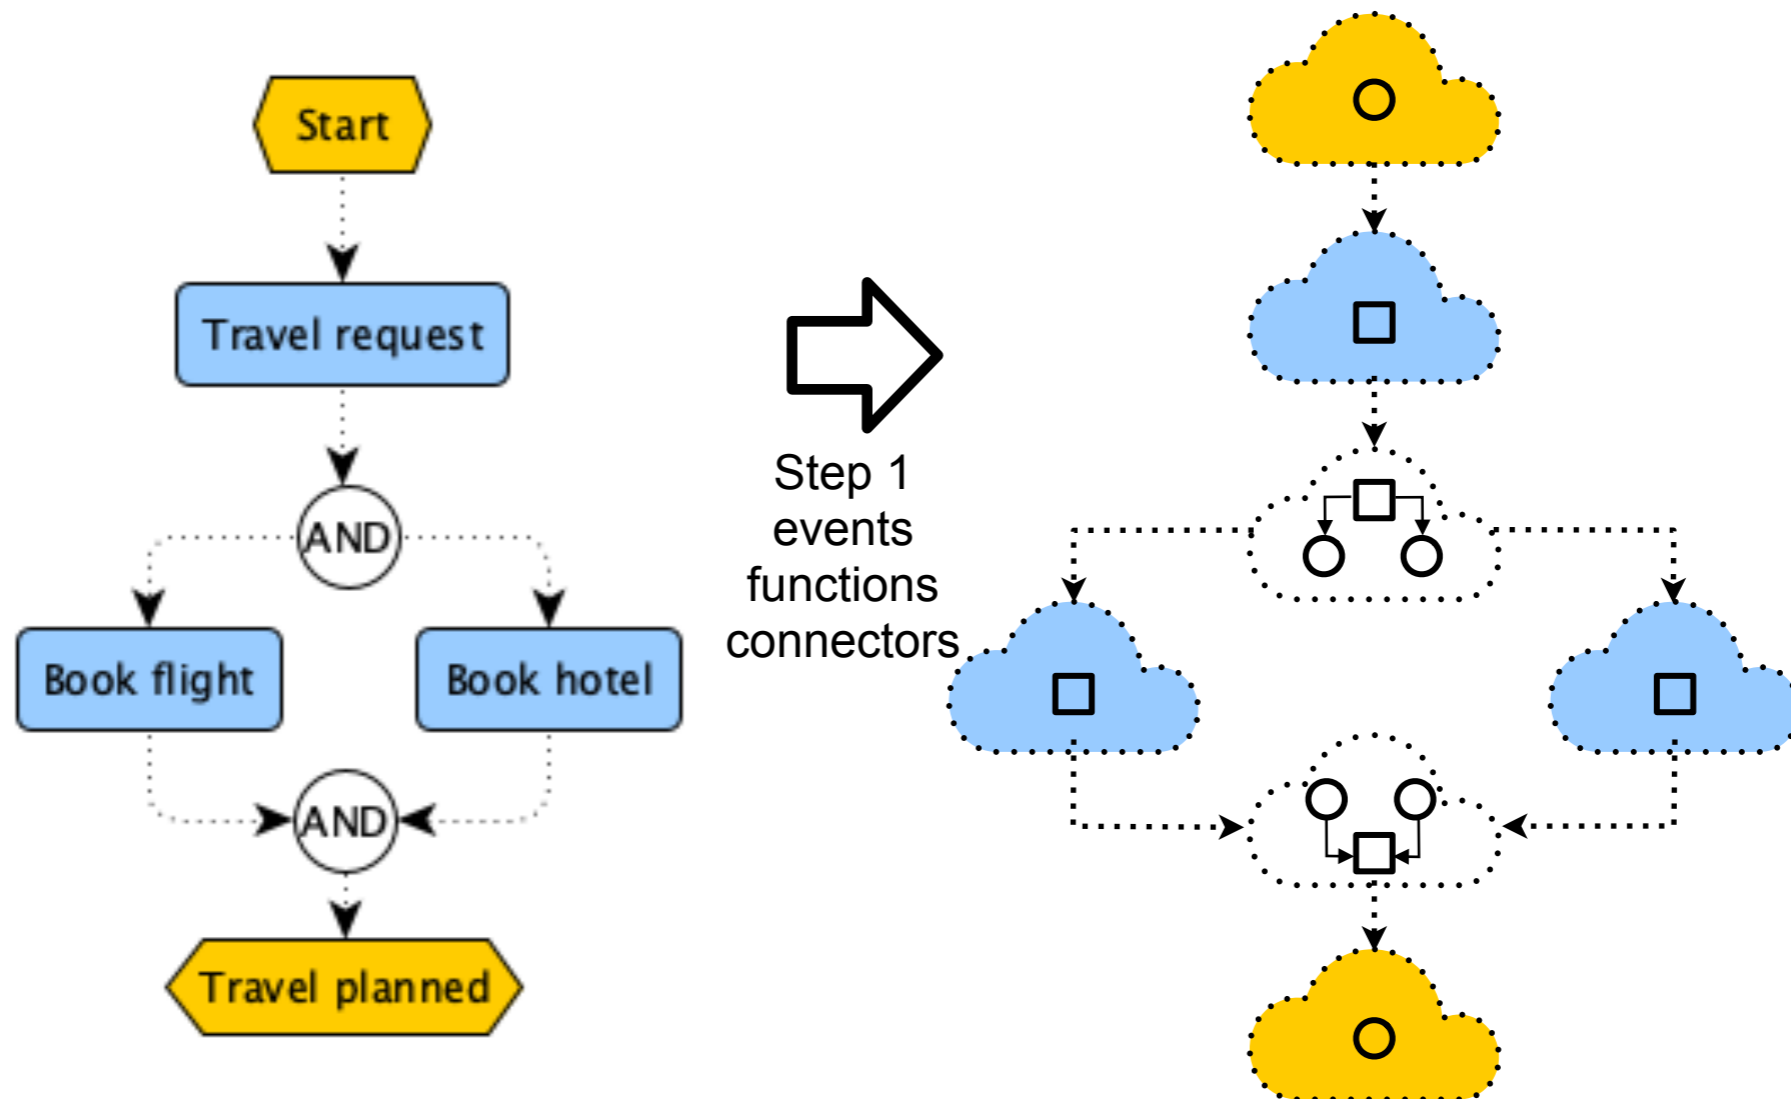 Start
Travel request
AND
Book flight
Book hotel
AND
Travel planned
Step 1
events
functions
connectors